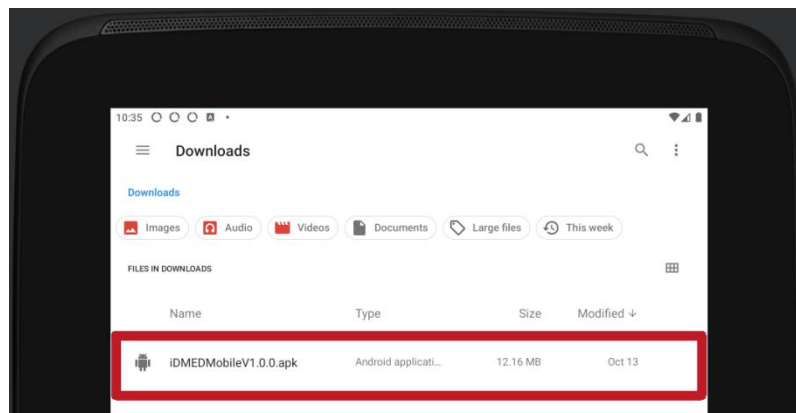 10:35
Downloads
Downloads
Images Audio Videos Documents Large files This week
FILES IN DOWNLOADS
Name Type Size Modified ↓
iDMEDMobileV1.0.0.apk Android applicati... 12.16 MB Oct 13